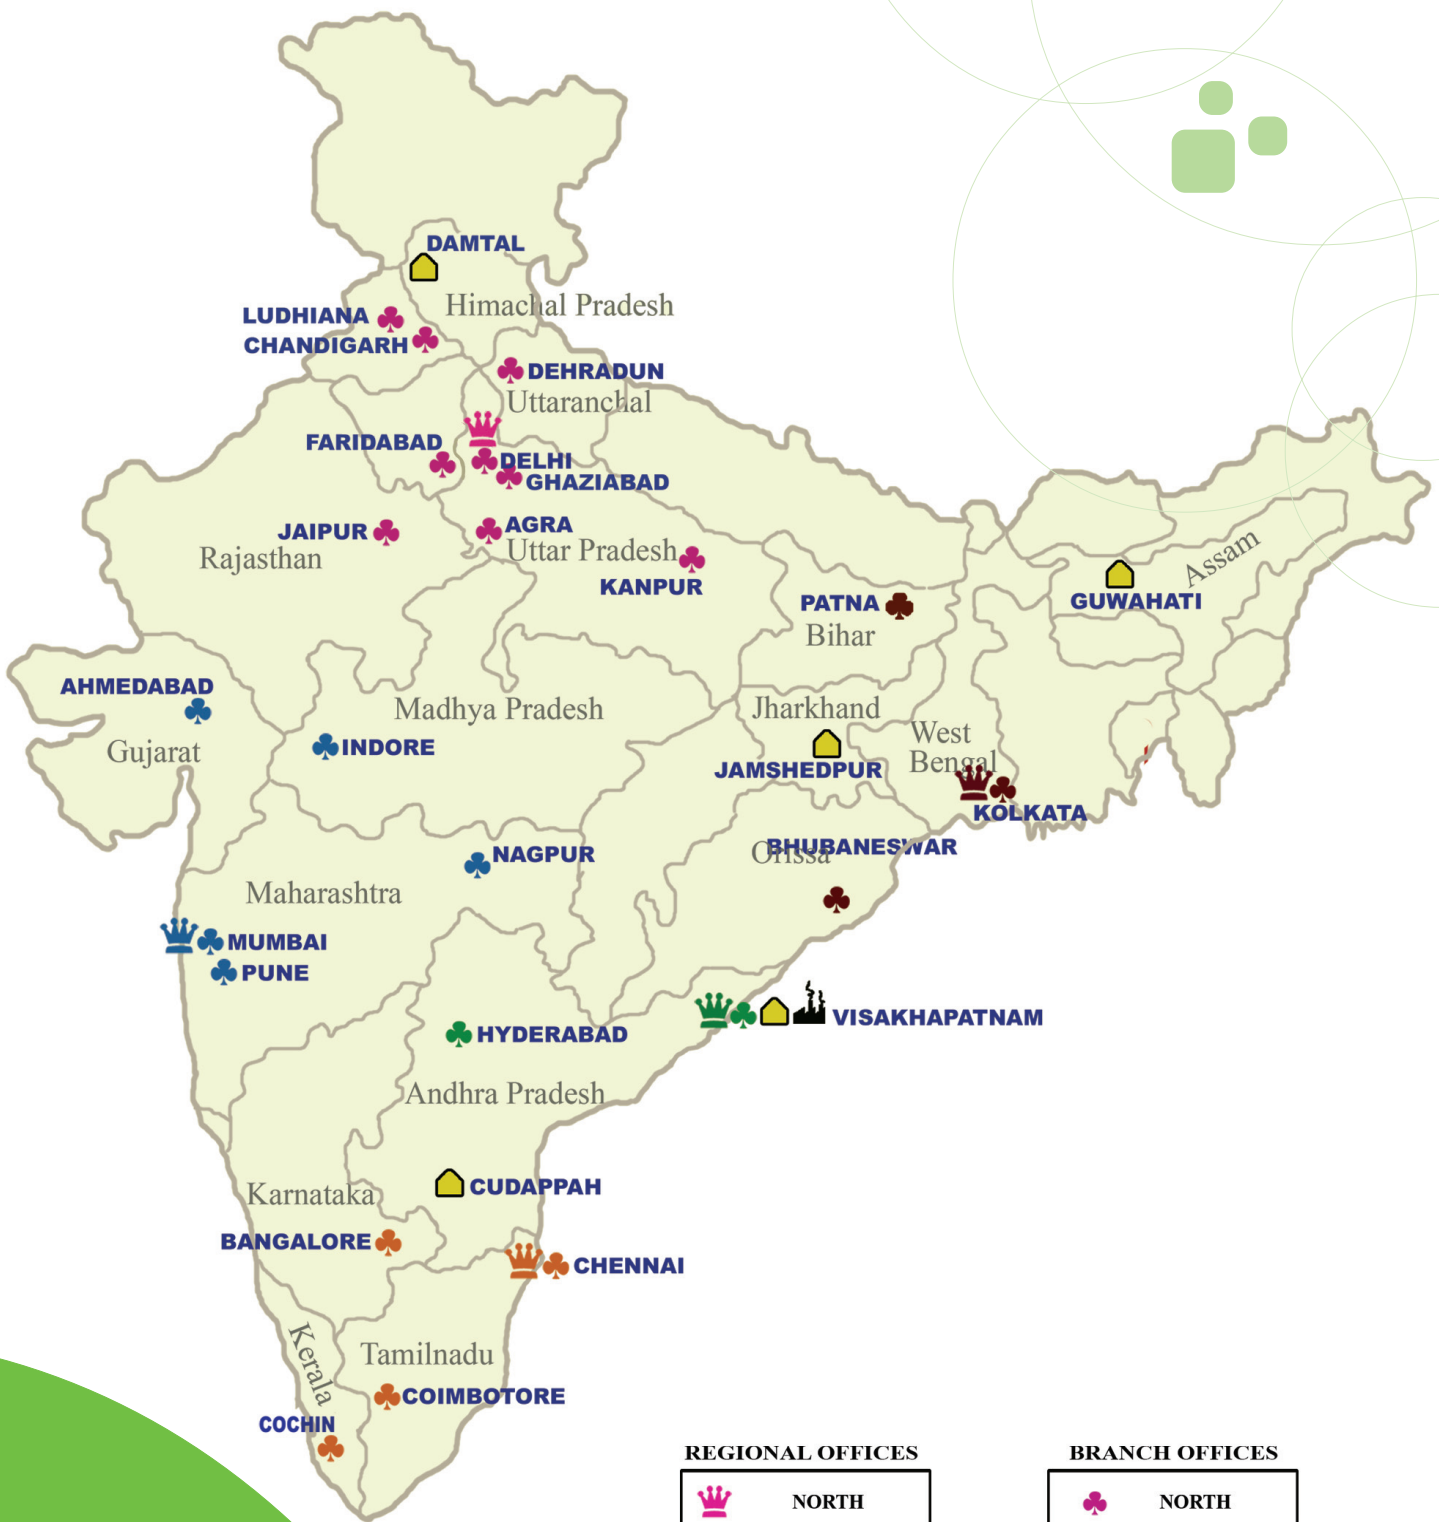 DAMTAL
Himachal Pradesh
LUDHIANA
CHANDIGARH
DEHRADUN
Uttaranchal
FARIDABAD
DELHI
GHAZIABAD
JAIPUR
AGRA
Rajasthan
Uttar Pradesh
KANPUR
Assam
GUWAHATI
PATNA
Bihar
AHMEDABAD
Gujarat
Madhya Pradesh
INDORE
Jharkhand
JAMSHEDPUR
West
Bengal
KOLKATA
BHUBANESWAR
Orissa
NAGPUR
Maharashtra
MUMBAI
PUNE
VISAKHAPATNAM
HYDERABAD
Andhra Pradesh
CUDAPPAH
Karnataka
BANGALORE
CHENNAI
Kerala
Tamilnadu
COIMBOTORE
COCHIN
REGIONAL OFFICES
NORTH
BRANCH OFFICES
NORTH